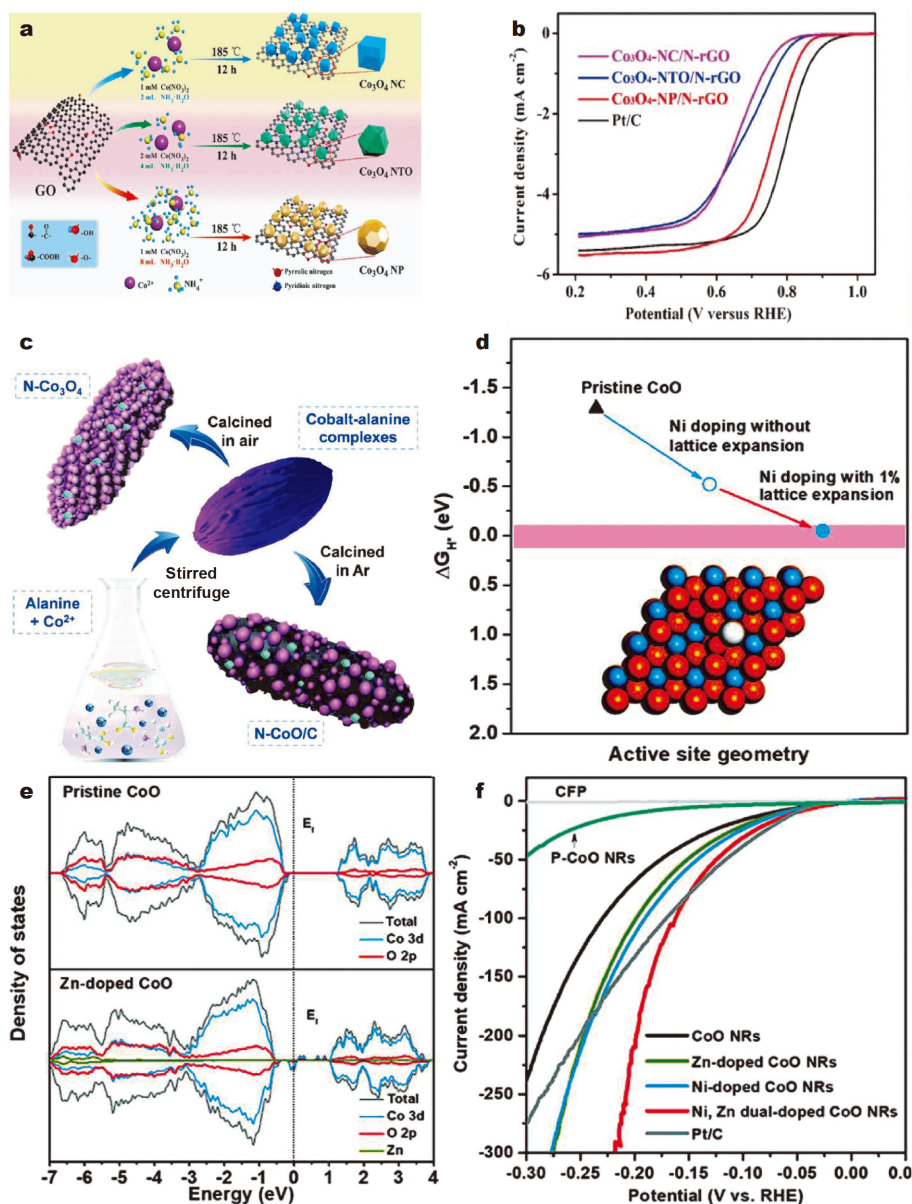 a
185 ℃
12 h
1 mM Co(NO₃)₂
2 mL NH₃·H₂O
Co₃O₄ NC
185 ℃
12 h
2 mM Co(NO₃)₂
4 mL NH₃·H₂O
Co₃O₄ NTO
GO
185 ℃
12 h
1 mM Co(NO₃)₂
8 mL NH₃·H₂O
Co₃O₄ NP
O
-C-
-OH
-COOH
-O-
Co²⁺
NH₄⁺
Pyrrolic nitrogen
Pyridinic nitrogen
b
Co₃O₄-NC/N-rGO
Co₃O₄-NTO/N-rGO
Co₃O₄-NP/N-rGO
Pt/C
Current density (mA cm⁻²)
0
-2
-4
-6
0.2 0.4 0.6 0.8 1.0
Potential (V versus RHE)
c
N-Co₃O₄
Calcined
in air
Cobalt-alanine
complexes
Stirred
centrifuge
Calcined
in Ar
Alanine
+ Co²⁺
N-CoO/C
d
Pristine CoO
Ni doping without
lattice expansion
Ni doping with 1%
lattice expansion
ΔG_H* (eV)
-1.5
-1.0
-0.5
0.0
0.5
1.0
1.5
2.0
Active site geometry
e
Pristine CoO
E_f
Total
Co 3d
O 2p
Density of states
Zn-doped CoO
E_f
Total
Co 3d
O 2p
Zn
-7 -6 -5 -4 -3 -2 -1 0 1 2 3 4
Energy (eV)
f
CFP
P-CoO NRs
CoO NRs
Zn-doped CoO NRs
Ni-doped CoO NRs
Ni, Zn dual-doped CoO NRs
Pt/C
Current density (mA cm⁻²)
0
-50
-100
-150
-200
-250
-300
-0.30 -0.25 -0.20 -0.15 -0.10 -0.05 0.00 0.05
Potential (V vs. RHE)